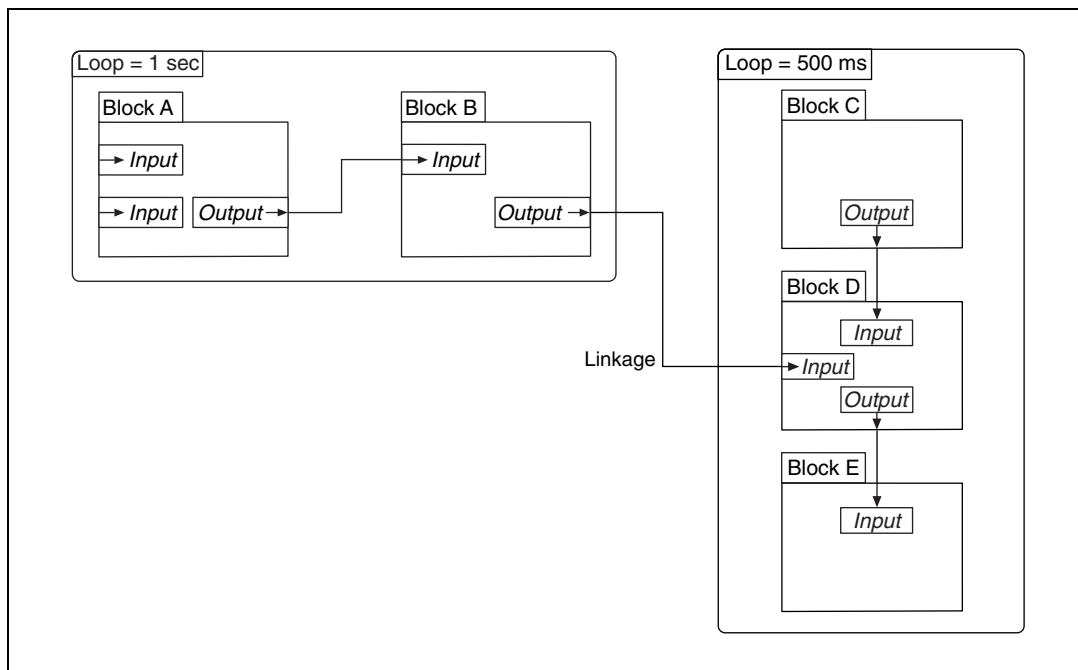 Loop = 1 sec
Block A
Input
Input
Output
Block B
Input
Output
Linkage
Loop = 500 ms
Block C
Output
Block D
Input
Input
Output
Block E
Input